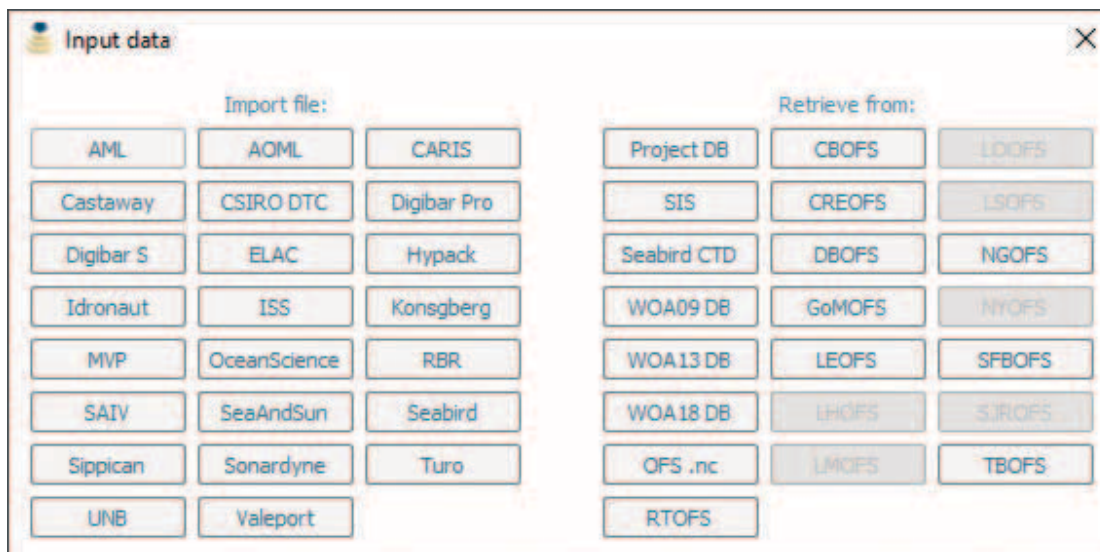 Input data
Import file: Retrieve from:
AML AOML CARIS Project DB CBOFS LOOFS
Castaway CSIRO DTC Digibar Pro SIS CREOFS LSOFS
Digibar S ELAC Hypack Seabird CTD DBOFS NGOFS
Idronaut ISS Konsgberg WOA09 DB GoMOFS NYOFS
MVP OceanScience RBR WOA13 DB LEOFS SFBOFS
SAIV SeaAndSun Seabird WOA18 DB LHOFS SJROFS
Sippican Sonardyne Turo OFS .nc LMOFS TBOFS
UNB Valeport RTOFS